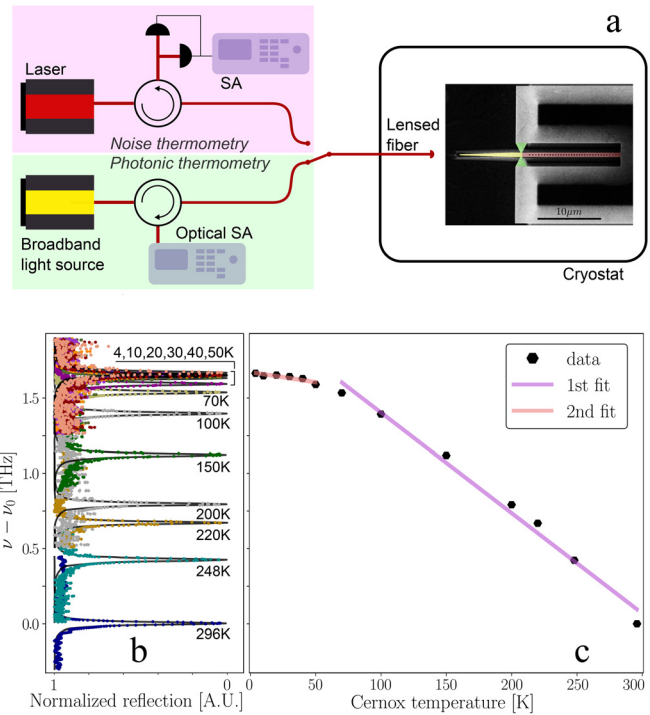 a
Laser
SA
Noise thermometry
Photonic thermometry
Lensed
fiber
Optical SA
Broadband
light source
10μm
Cryostat
4,10,20,30,40,50K
70K
100K
150K
200K
220K
248K
296K
1.5
1.0
0.5
0.0
ν − ν0 [THz]
b
1
0
Normalized reflection [A.U.]
data
1st fit
2nd fit
c
0
50
100
150
200
250
300
Cernox temperature [K]